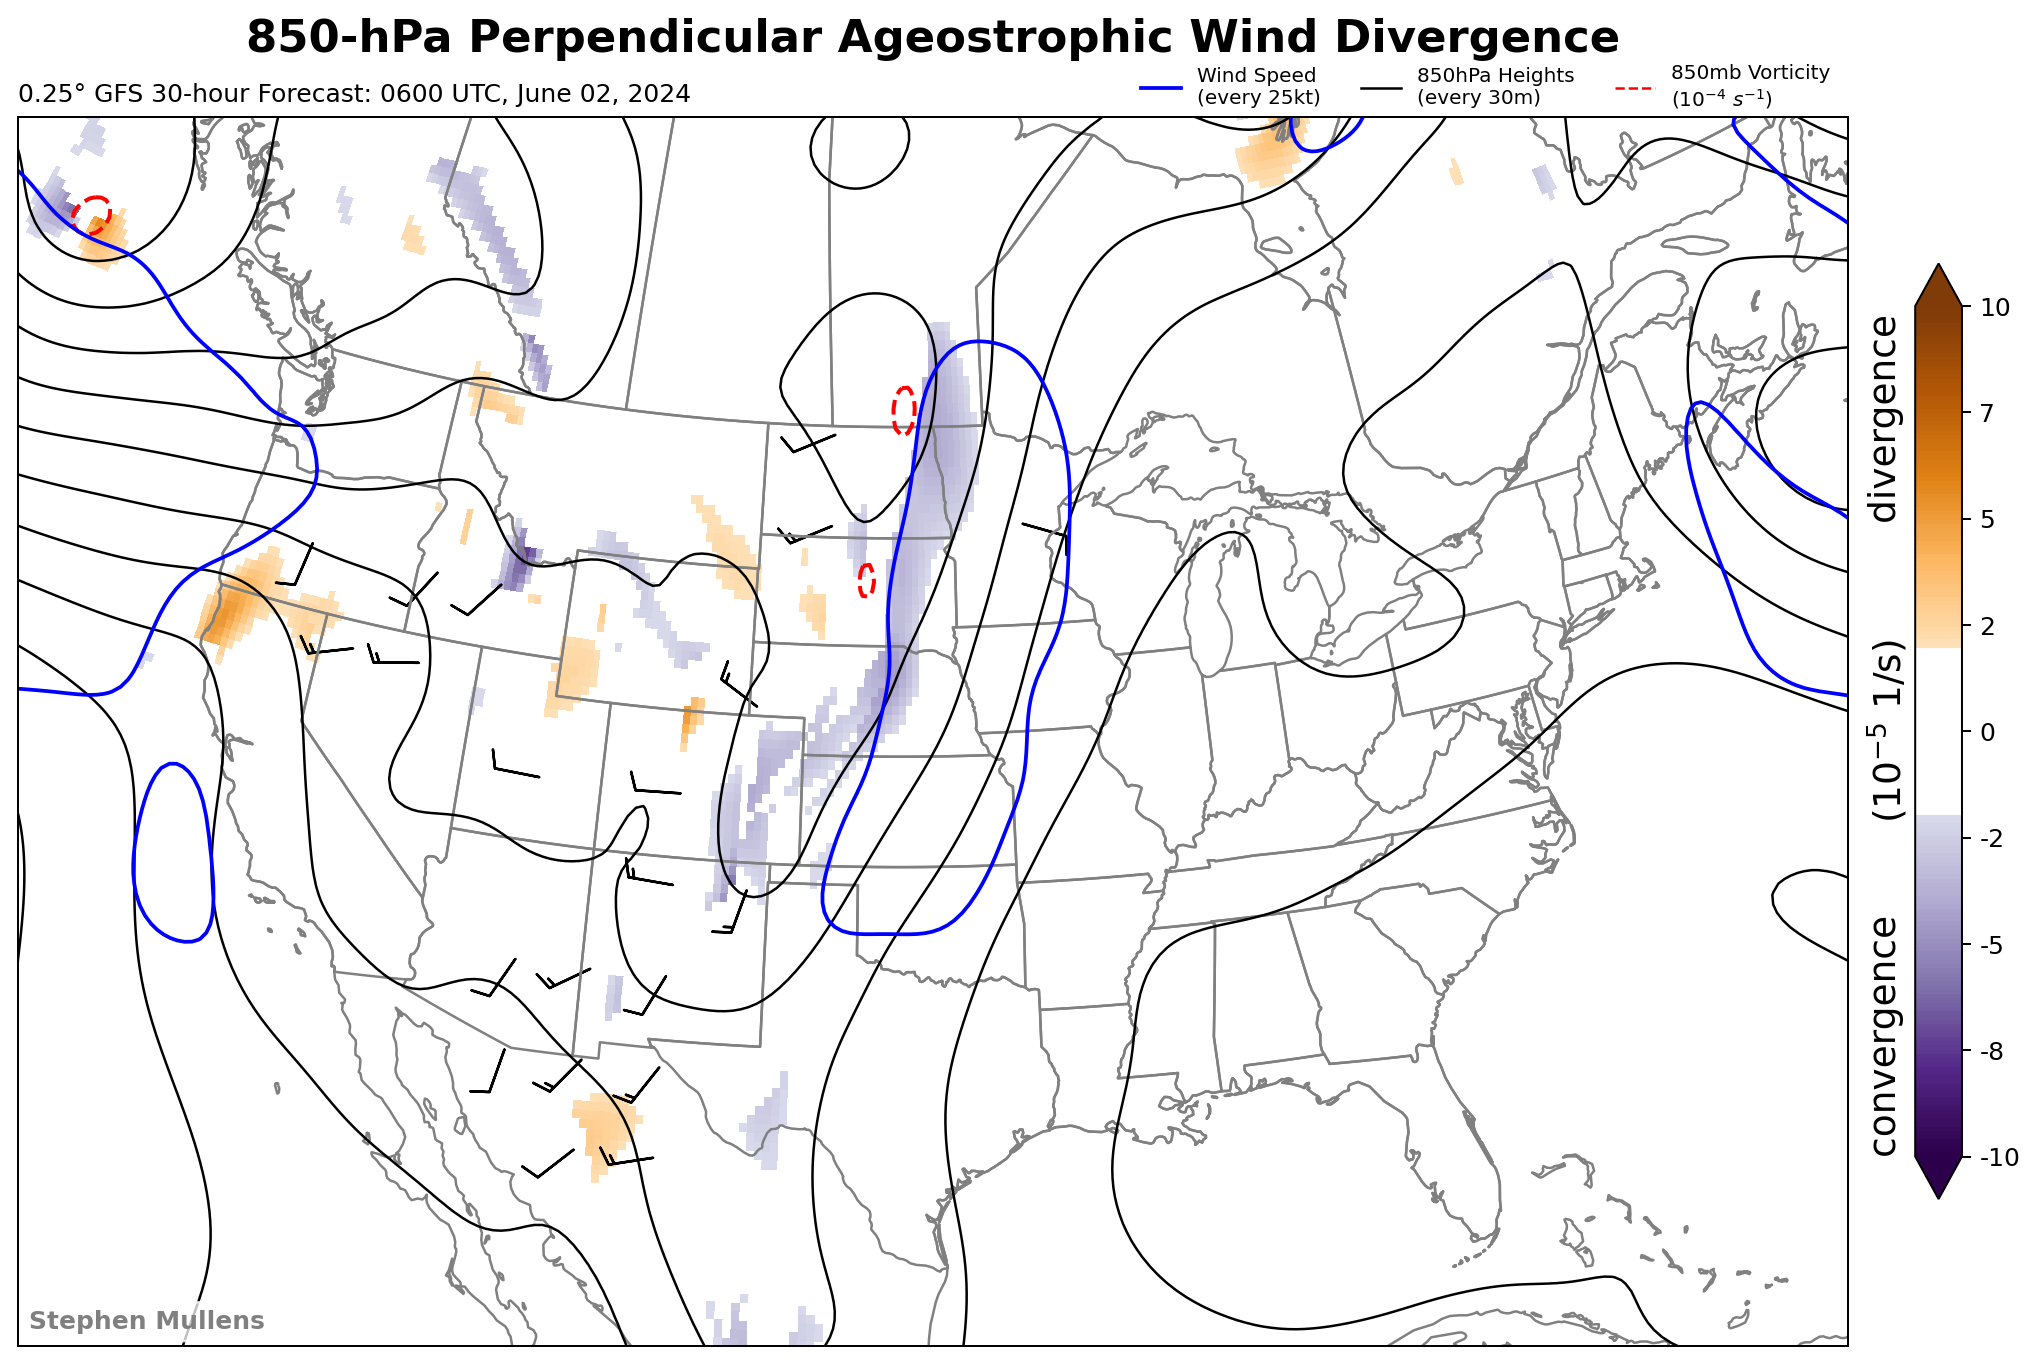 850-hPa Perpendicular Ageostrophic Wind Divergence
0.25° GFS 30-hour Forecast: 0600 UTC, June 02, 2024
Wind Speed
(every 25kt)
850hPa Heights
(every 30m)
850mb Vorticity
(10⁻⁴ s⁻¹)
10
7
5
2
0
-2
-5
-8
-10
convergence (10⁻⁵ 1/s) divergence
Stephen Mullens